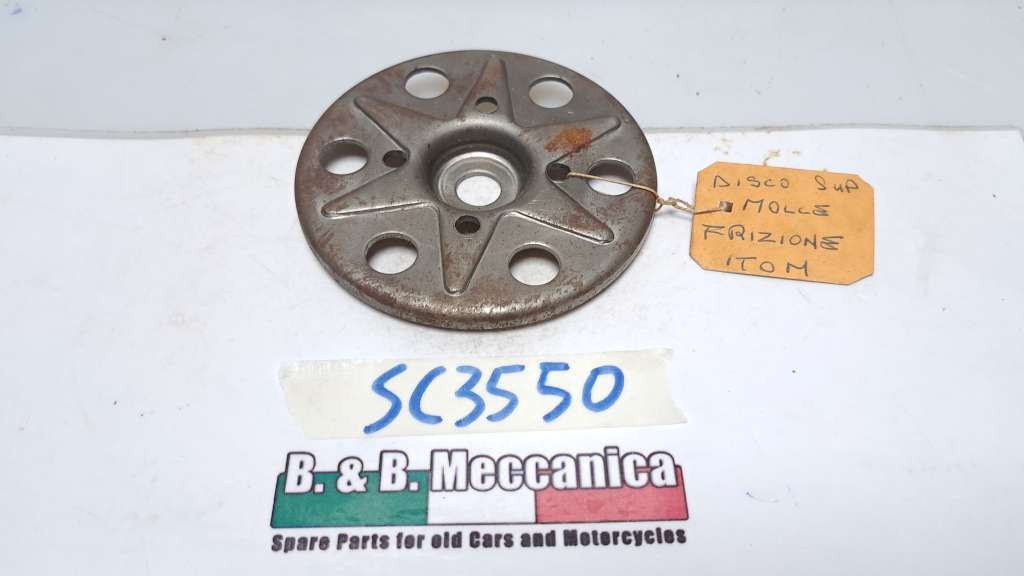 DISCO SUP
MOLLE
FRIZIONE
ITOM
SC3550
B. & B. Meccanica
Spare Parts for old Cars and Motorcycles